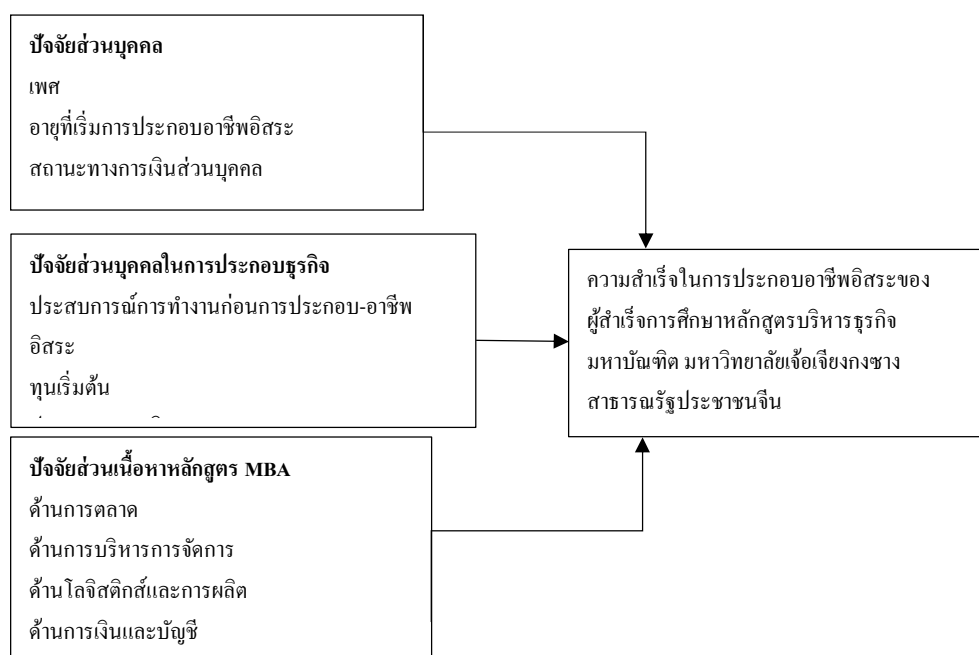 ปัจจัยส่วนบุคคล
เพศ
อายุที่เริ่มการประกอบอาชีพอิสระ
สถานะทางการเงินส่วนบุคคล
ปัจจัยส่วนบุคคลในการประกอบธุรกิจ
ประสบการณ์การทำงานก่อนการประกอบ-อาชีพ
อิสระ
ทุนเริ่มต้น
ปัจจัยส่วนเนื้อหาหลักสูตร MBA
ด้านการตลาด
ด้านการบริหารการจัดการ
ด้านโลจิสติกส์และการผลิต
ด้านการเงินและบัญชี
ความสำเร็จในการประกอบอาชีพอิสระของ
ผู้สำเร็จการศึกษาหลักสูตรบริหารธุรกิจ
มหาบัณฑิต มหาวิทยาลัยเจ้อเจียงกงซาง
สาธารณรัฐประชาชนจีน